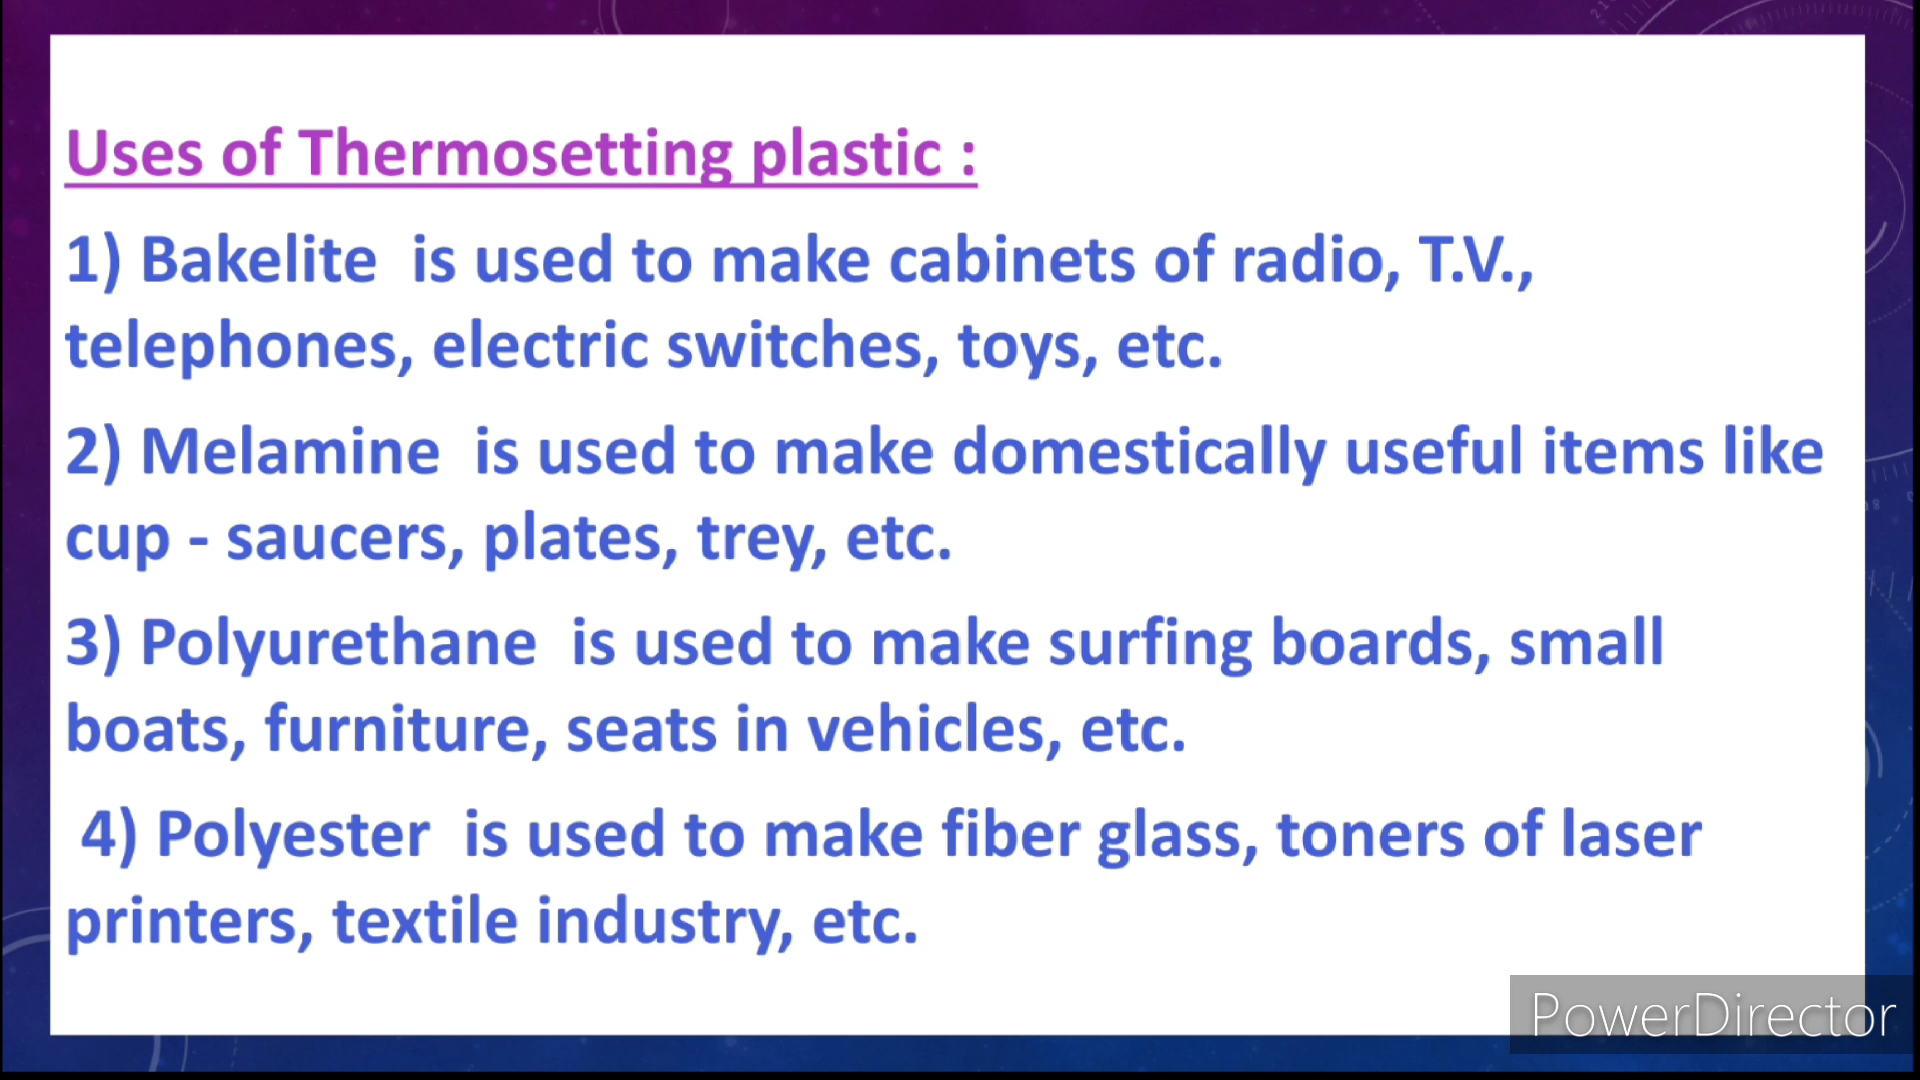 Uses of Thermosetting plastic :
1) Bakelite  is used to make cabinets of radio, T.V.,
telephones, electric switches, toys, etc.
2) Melamine  is used to make domestically useful items like
cup - saucers, plates, trey, etc.
3) Polyurethane  is used to make surfing boards, small
boats, furniture, seats in vehicles, etc.
4) Polyester  is used to make fiber glass, toners of laser
printers, textile industry, etc.
PowerDirector